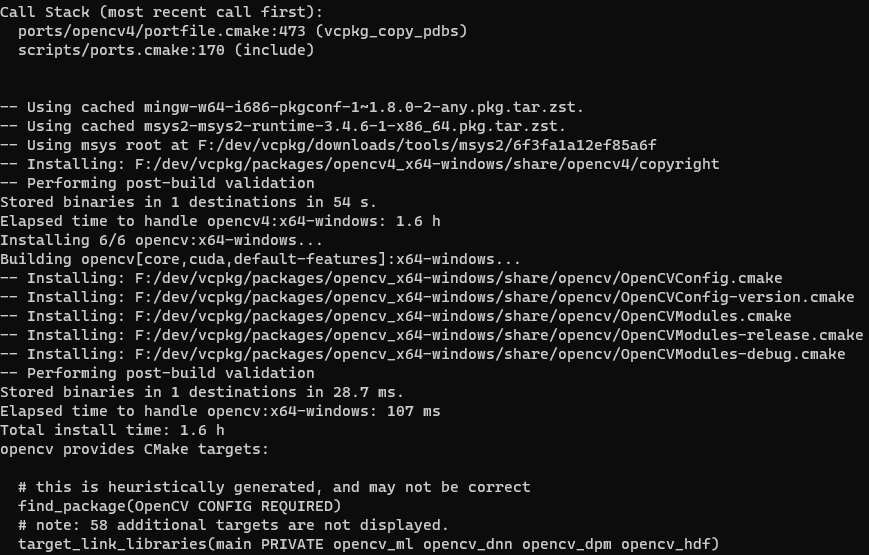 Call Stack (most recent call first):
  ports/opencv4/portfile.cmake:473 (vcpkg_copy_pdbs)
  scripts/ports.cmake:170 (include)
-- Using cached mingw-w64-i686-pkgconf-1~1.8.0-2-any.pkg.tar.zst.
-- Using cached msys2-msys2-runtime-3.4.6-1-x86_64.pkg.tar.zst.
-- Using msys root at F:/dev/vcpkg/downloads/tools/msys2/6f3fa1a12ef85a6f
-- Installing: F:/dev/vcpkg/packages/opencv4_x64-windows/share/opencv4/copyright
-- Performing post-build validation
Stored binaries in 1 destinations in 54 s.
Elapsed time to handle opencv4:x64-windows: 1.6 h
Installing 6/6 opencv:x64-windows...
Building opencv[core,cuda,default-features]:x64-windows...
-- Installing: F:/dev/vcpkg/packages/opencv_x64-windows/share/opencv/OpenCVConfig.cmake
-- Installing: F:/dev/vcpkg/packages/opencv_x64-windows/share/opencv/OpenCVConfig-version.cmake
-- Installing: F:/dev/vcpkg/packages/opencv_x64-windows/share/opencv/OpenCVModules.cmake
-- Installing: F:/dev/vcpkg/packages/opencv_x64-windows/share/opencv/OpenCVModules-release.cmake
-- Installing: F:/dev/vcpkg/packages/opencv_x64-windows/share/opencv/OpenCVModules-debug.cmake
-- Performing post-build validation
Stored binaries in 1 destinations in 28.7 ms.
Elapsed time to handle opencv:x64-windows: 107 ms
Total install time: 1.6 h
opencv provides CMake targets:
  # this is heuristically generated, and may not be correct
  find_package(OpenCV CONFIG REQUIRED)
  # note: 58 additional targets are not displayed.
  target_link_libraries(main PRIVATE opencv_ml opencv_dnn opencv_dpm opencv_hdf)